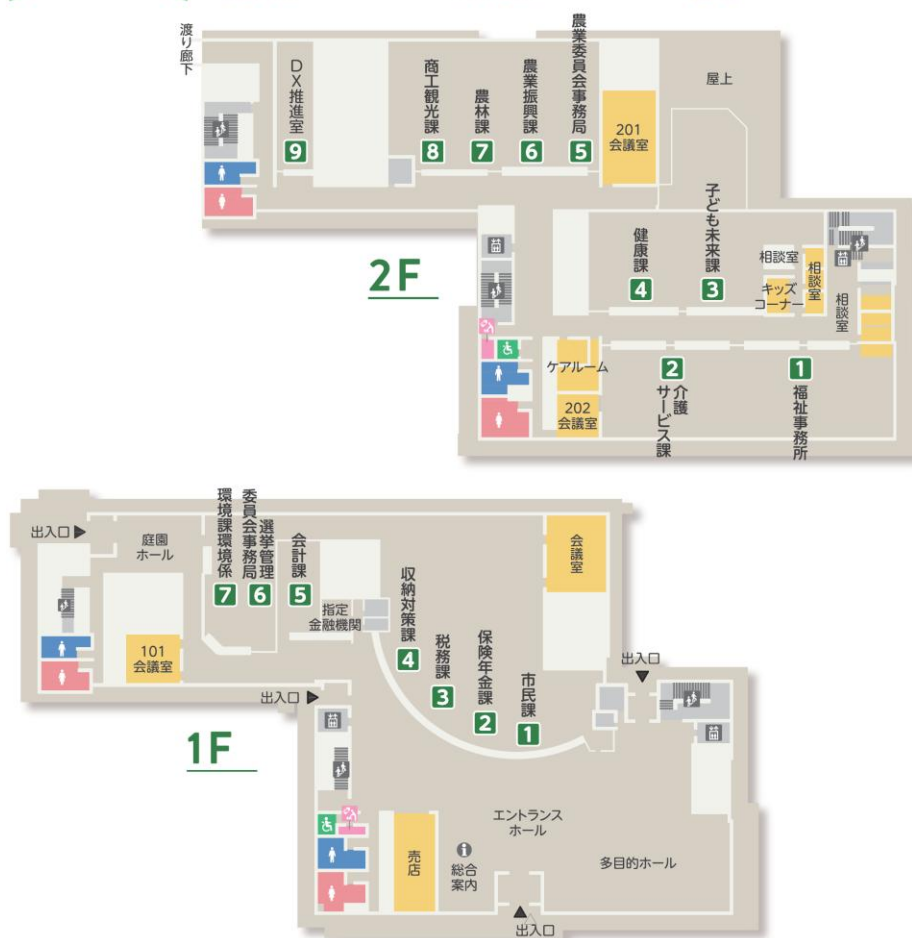 渡り廊下
DX推進室
9
商工観光課
8
農林課
7
農業振興課
6
農業委員会事務局
5
201
会議室
屋上
2F
健康課
4
子ども未来課
3
相談室
キッズ
コーナー
相談室
相談室
ケアルーム
202
会議室
2
介護
サービス課
1
福祉事務所
出入口
庭園
ホール
環境課環境係
7
選挙管理
委員会事務局
6
会計課
5
指定
金融機関
収納対策課
4
税務課
3
保険年金課
2
市民課
1
会議室
出入口
101
会議室
出入口
1F
エントランス
ホール
売店
総合
案内
多目的ホール
出入口